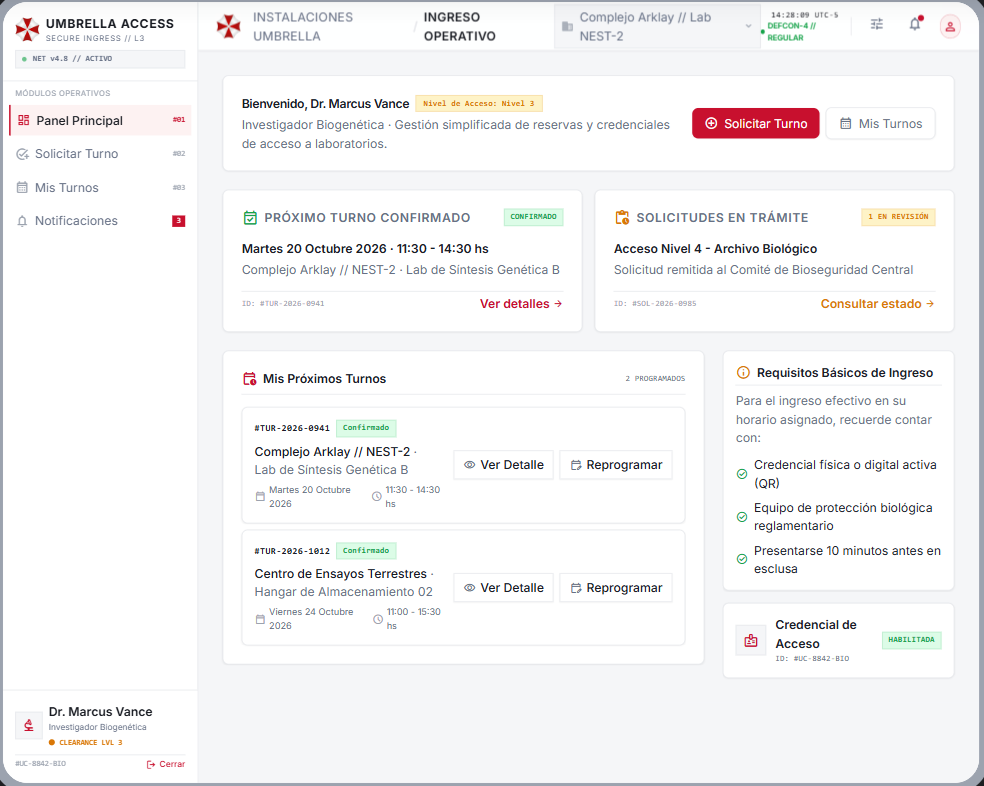 UMBRELLA ACCESS
SECURE INGRESS // L3
NET v4.8 // ACTIVO
MÓDULOS OPERATIVOS
Panel Principal #01
Solicitar Turno #02
Mis Turnos #03
Notificaciones 3
Dr. Marcus Vance
Investigador Biogenética
CLEARANCE LVL 3
#UC-8842-BIO Cerrar
INSTALACIONES
UMBRELLA
/
INGRESO
OPERATIVO
Complejo Arklay // Lab
NEST-2
14:28:09 UTC-5
DEFCON-4 //
REGULAR
Bienvenido, Dr. Marcus Vance Nivel de Acceso: Nivel 3
Investigador Biogenética · Gestión simplificada de reservas y credenciales
de acceso a laboratorios.
Solicitar Turno Mis Turnos
PRÓXIMO TURNO CONFIRMADO CONFIRMADO
Martes 20 Octubre 2026 · 11:30 - 14:30 hs
Complejo Arklay // NEST-2 · Lab de Síntesis Genética B
ID: #TUR-2026-0941 Ver detalles →
SOLICITUDES EN TRÁMITE 1 EN REVISIÓN
Acceso Nivel 4 - Archivo Biológico
Solicitud remitida al Comité de Bioseguridad Central
ID: #SOL-2026-0985 Consultar estado →
Mis Próximos Turnos 2 PROGRAMADOS
#TUR-2026-0941 Confirmado
Complejo Arklay // NEST-2 ·
Lab de Síntesis Genética B
Martes 20 Octubre
2026
11:30 - 14:30
hs
Ver Detalle Reprogramar
#TUR-2026-1012 Confirmado
Centro de Ensayos Terrestres ·
Hangar de Almacenamiento 02
Viernes 24 Octubre
2026
11:00 - 15:30
hs
Ver Detalle Reprogramar
Requisitos Básicos de Ingreso
Para el ingreso efectivo en su
horario asignado, recuerde contar
con:
Credencial física o digital activa
(QR)
Equipo de protección biológica
reglamentario
Presentarse 10 minutos antes en
esclusa
Credencial de
Acceso
ID: #UC-8842-BIO
HABILITADA